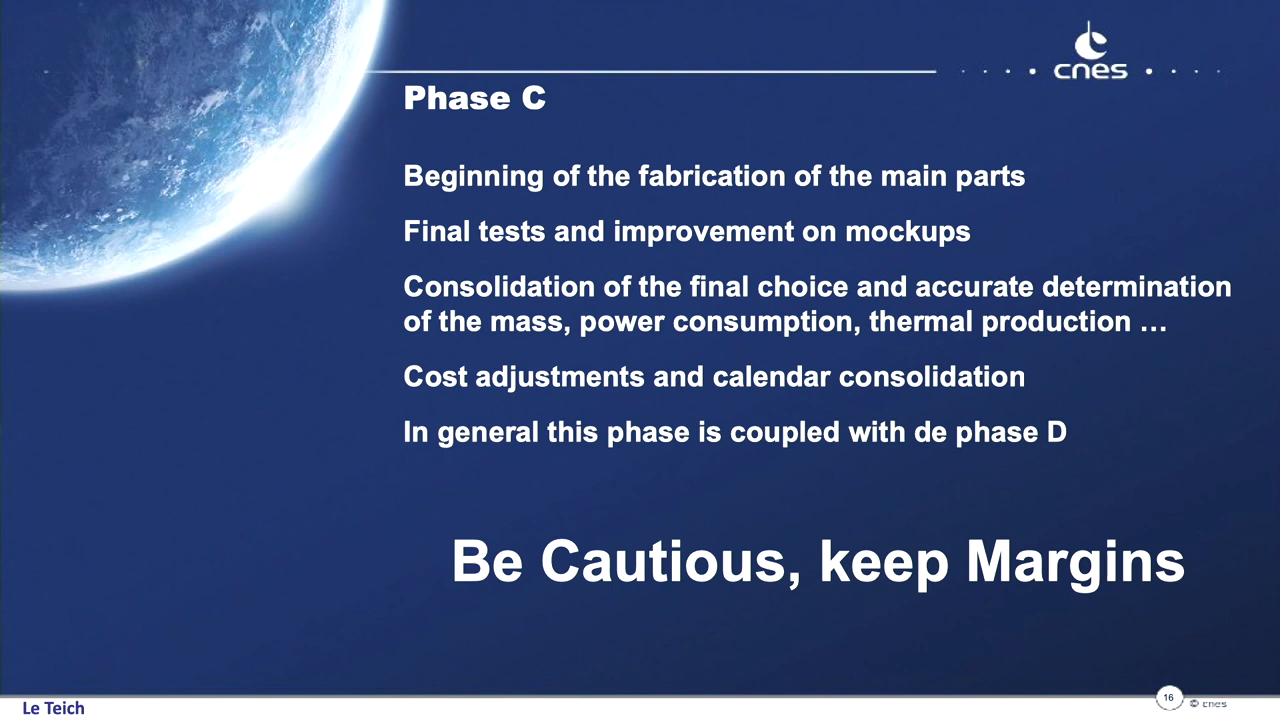 cnes
Phase C
Beginning of the fabrication of the main parts
Final tests and improvement on mockups
Consolidation of the final choice and accurate determination
of the mass, power consumption, thermal production …
Cost adjustments and calendar consolidation
In general this phase is coupled with de phase D
Be Cautious, keep Margins
Le Teich
16
© cnes